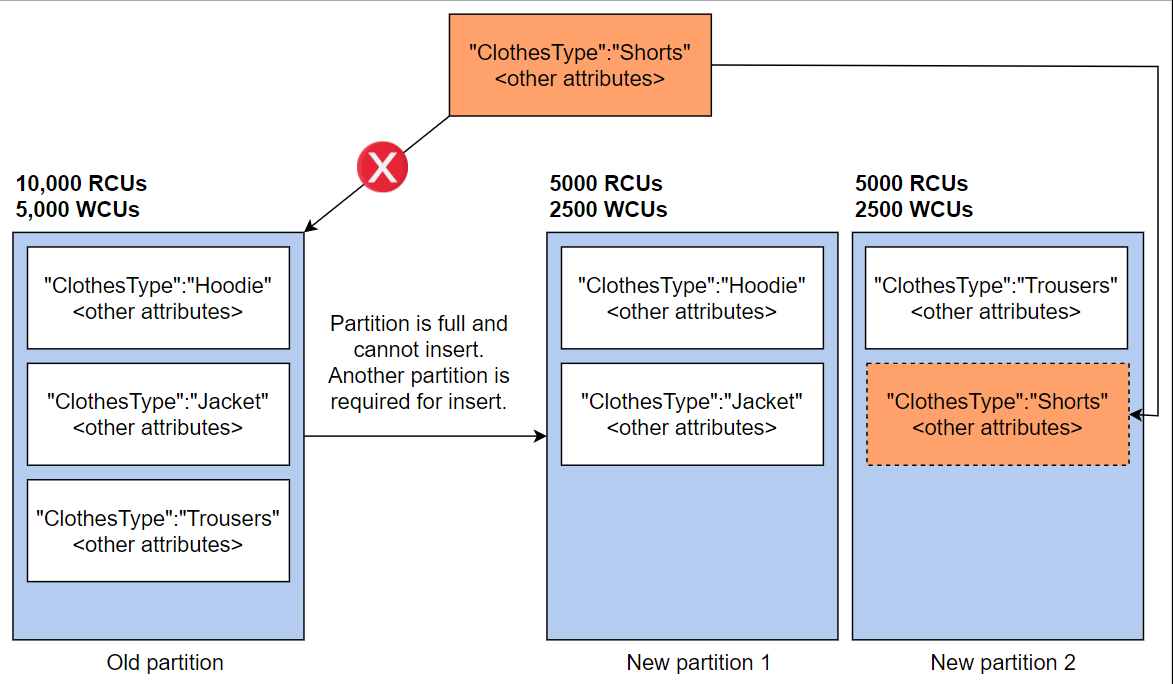 "ClothesType":"Shorts"
<other attributes>
X
10,000 RCUs
5,000 WCUs
5000 RCUs
2500 WCUs
5000 RCUs
2500 WCUs
"ClothesType":"Hoodie"
<other attributes>
"ClothesType":"Jacket"
<other attributes>
"ClothesType":"Trousers"
<other attributes>
Partition is full and
cannot insert.
Another partition is
required for insert.
"ClothesType":"Hoodie"
<other attributes>
"ClothesType":"Jacket"
<other attributes>
"ClothesType":"Trousers"
<other attributes>
"ClothesType":"Shorts"
<other attributes>
Old partition
New partition 1
New partition 2